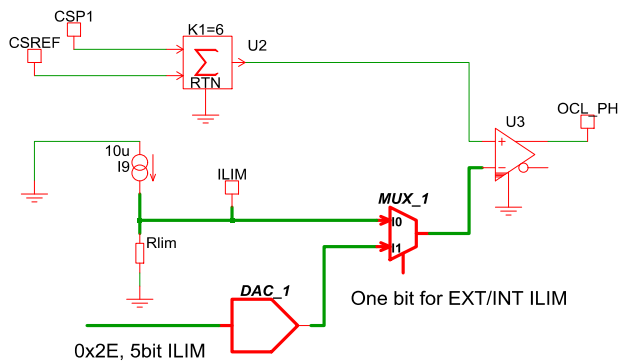 CSP1
K1=6
CSREF
U2
RTN
OCL_PH
U3
10u
I9
ILIM
MUX_1
I0
Rlim
I1
DAC_1
One bit for EXT/INT ILIM
0x2E, 5bit ILIM